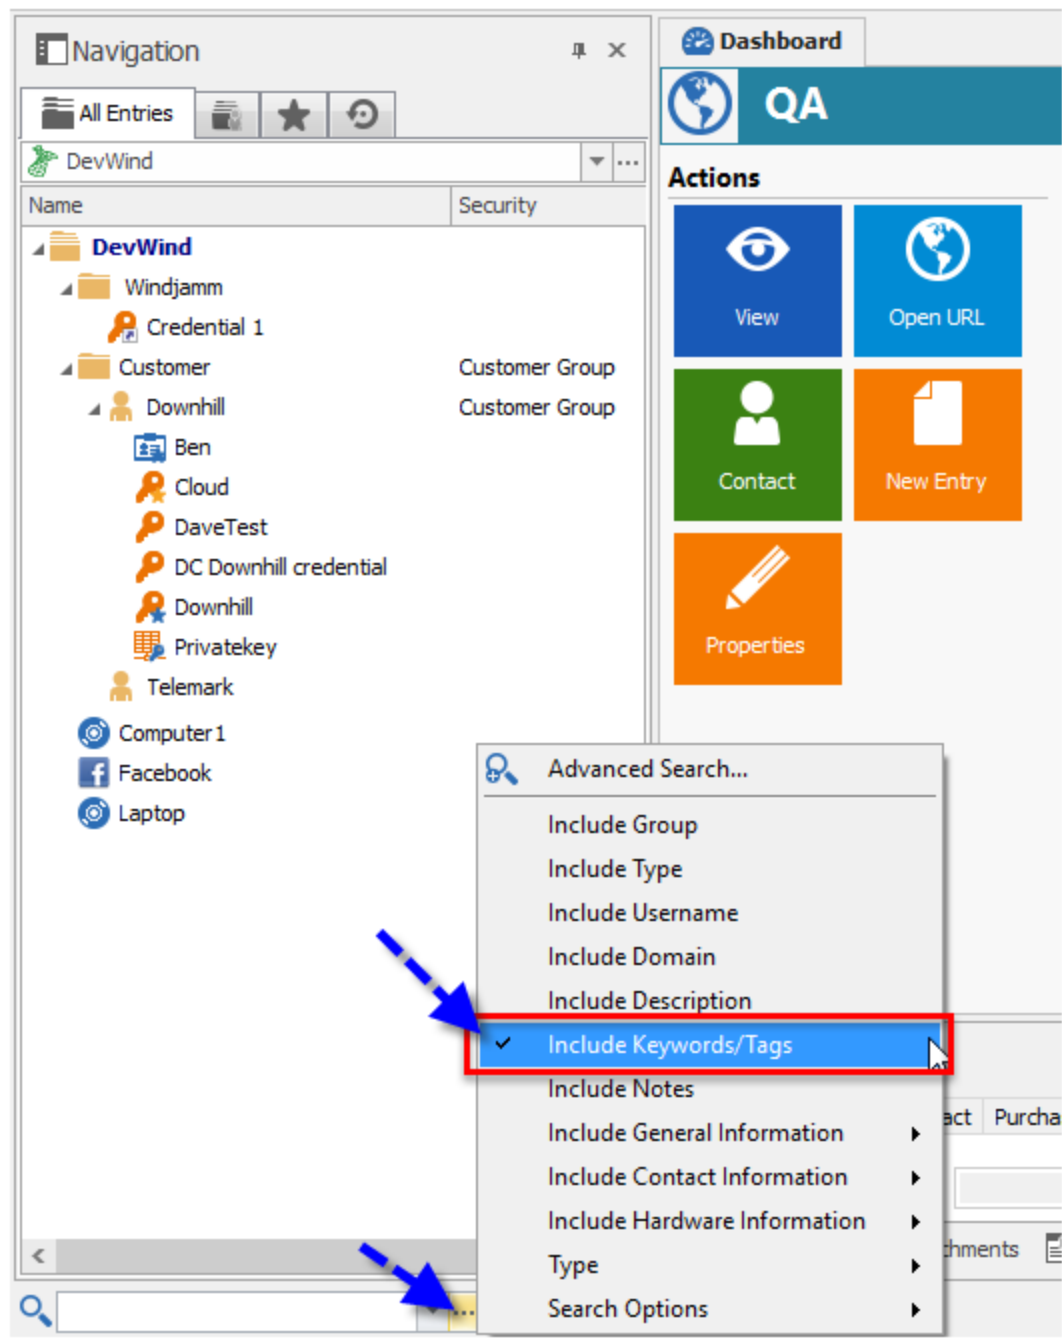 Navigation
All Entries
DevWind
Name Security
DevWind
Windjamm
Credential 1
Customer Customer Group
Downhill Customer Group
Ben
Cloud
DaveTest
DC Downhill credential
Downhill
Privatekey
Telemark
Computer1
Facebook
Laptop
Dashboard
QA
Actions
View
Open URL
Contact
New Entry
Properties
Advanced Search...
Include Group
Include Type
Include Username
Include Domain
Include Description
Include Keywords/Tags
Include Notes
Include General Information
Include Contact Information
Include Hardware Information
Type
Search Options
act Purcha
hments